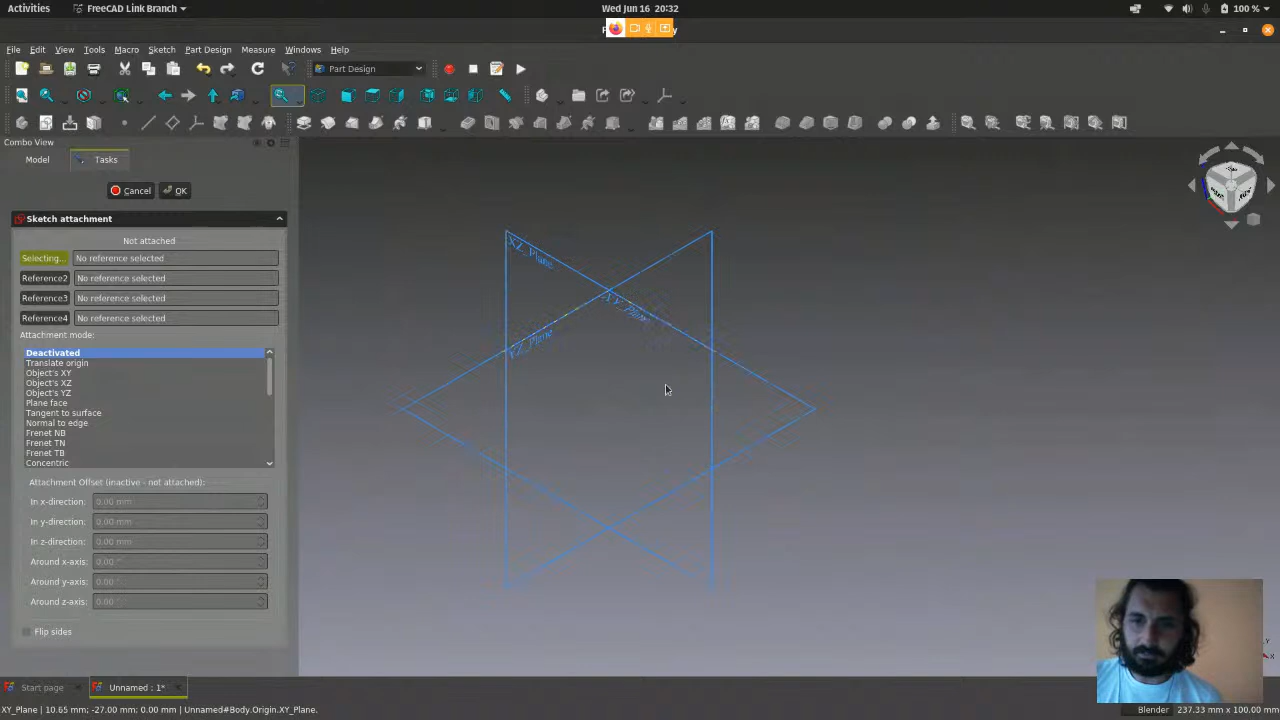 Activities
FreeCAD Link Branch
Wed Jun 16 20:32
100 %
File Edit View Tools Macro Sketch Part Design Measure Windows Help
Part Design
Combo View
Model
Tasks
Cancel
OK
Sketch attachment
Not attached
Selecting... No reference selected
Reference2 No reference selected
Reference3 No reference selected
Reference4 No reference selected
Attachment mode:
Deactivated
Translate origin
Object's XY
Object's XZ
Object's YZ
Plane face
Tangent to surface
Normal to edge
Frenet NB
Frenet TN
Frenet TB
Concentric
Attachment Offset (inactive - not attached):
In x-direction: 0.00 mm
In y-direction: 0.00 mm
In z-direction: 0.00 mm
Around x-axis: 0.00 °
Around y-axis: 0.00 °
Around z-axis: 0.00 °
Flip sides
XZ_Plane
XY_Plane
YZ_Plane
Start page
Unnamed : 1*
XY_Plane | 10.65 mm; -27.00 mm; 0.00 mm | Unnamed#Body.Origin.XY_Plane.
Blender
237.33 mm x 100.00 mm